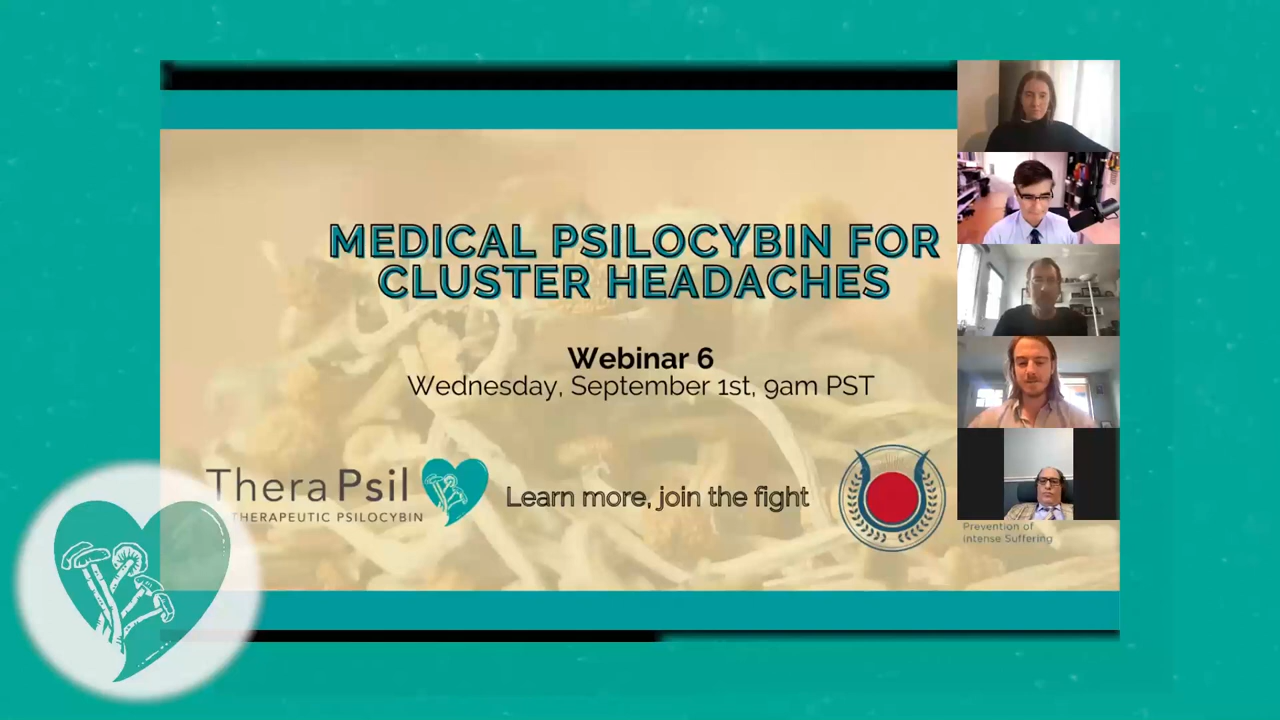 MEDICAL PSILOCYBIN FOR
CLUSTER HEADACHES
Webinar 6
Wednesday, September 1st, 9am PST
TheraPsil
THERAPEUTIC PSILOCYBIN
Learn more, join the fight
Prevention of
Intense Suffering